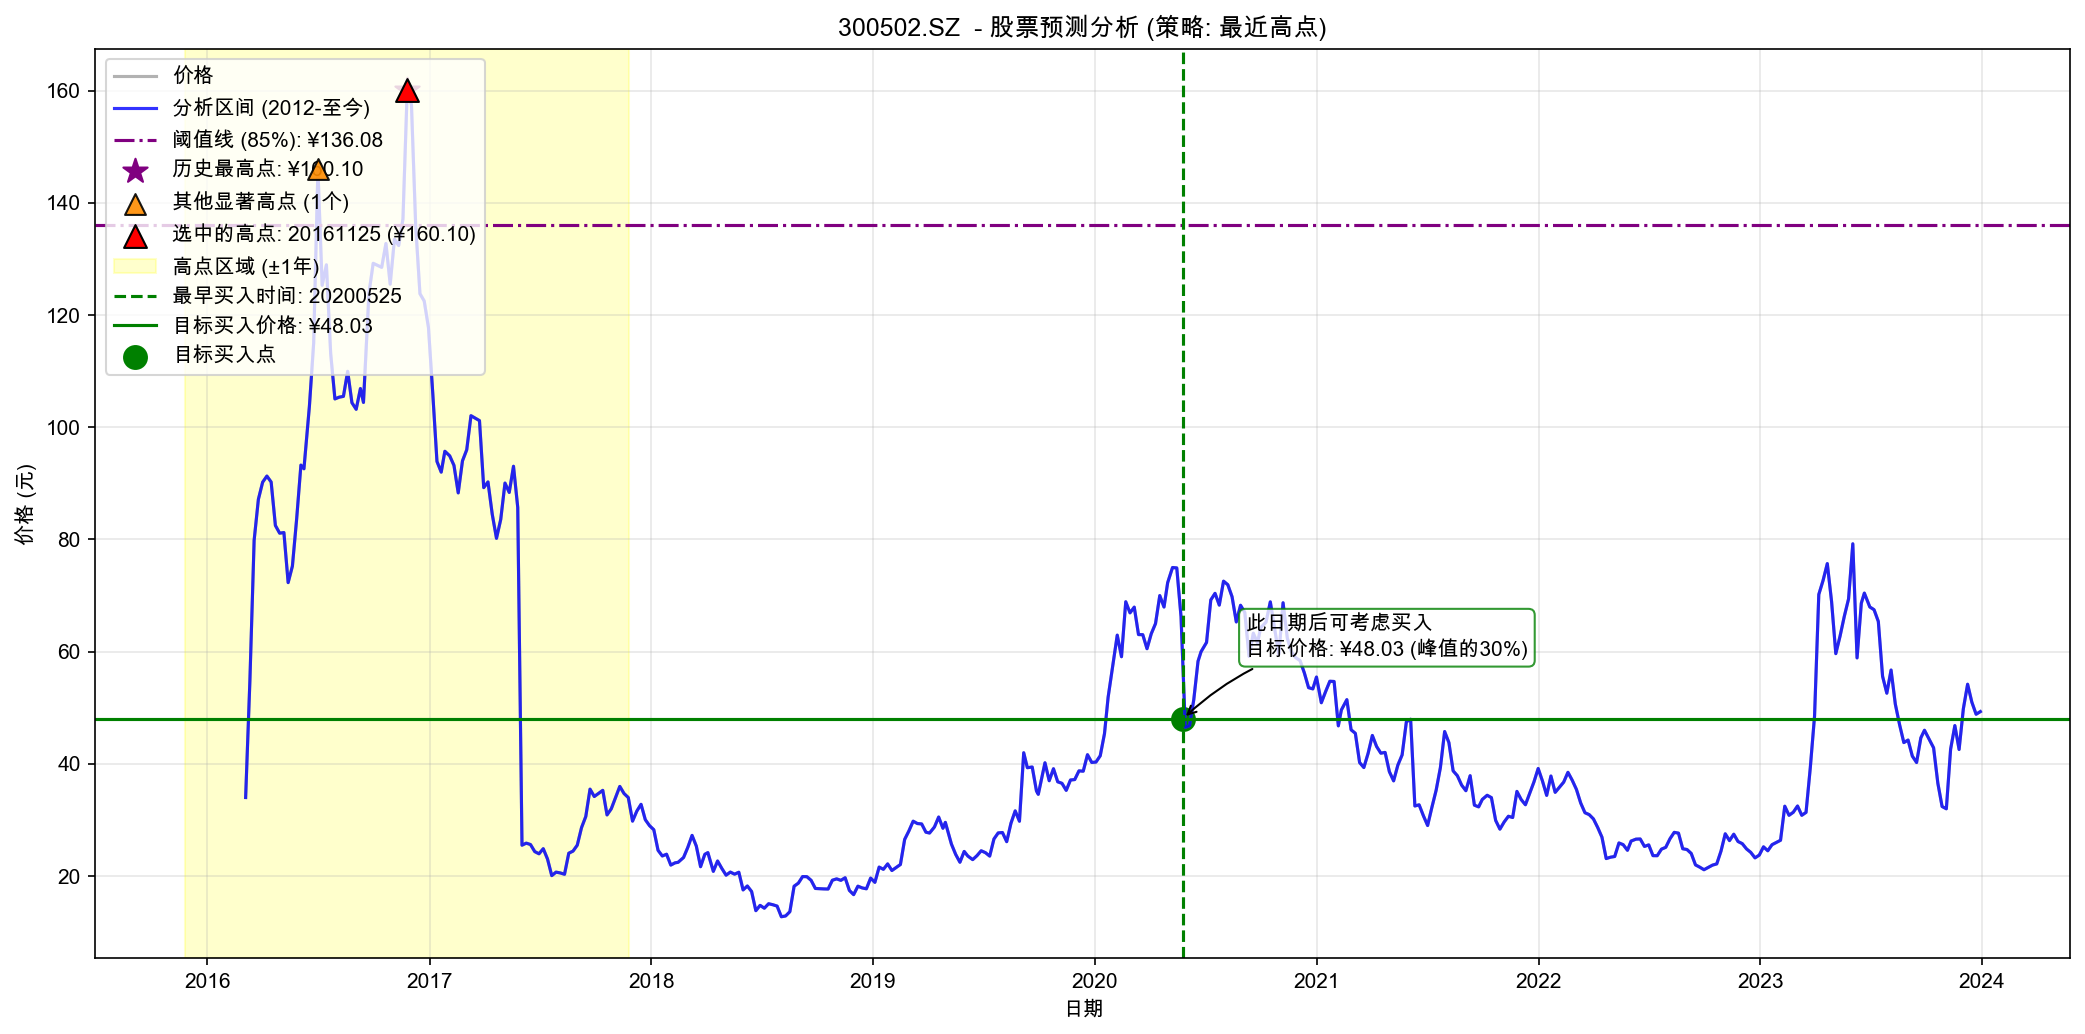 300502.SZ - 股票预测分析 (策略: 最近高点)
价格
分析区间 (2012-至今)
阈值线 (85%): ¥136.08
历史最高点: ¥160.10
其他显著高点 (1个)
选中的高点: 20161125 (¥160.10)
高点区域 (±1年)
最早买入时间: 20200525
目标买入价格: ¥48.03
目标买入点
价格 (元)
160
140
120
100
80
60
40
20
此日期后可考虑买入
目标价格: ¥48.03 (峰值的30%)
2016
2017
2018
2019
2020
2021
2022
2023
2024
日期